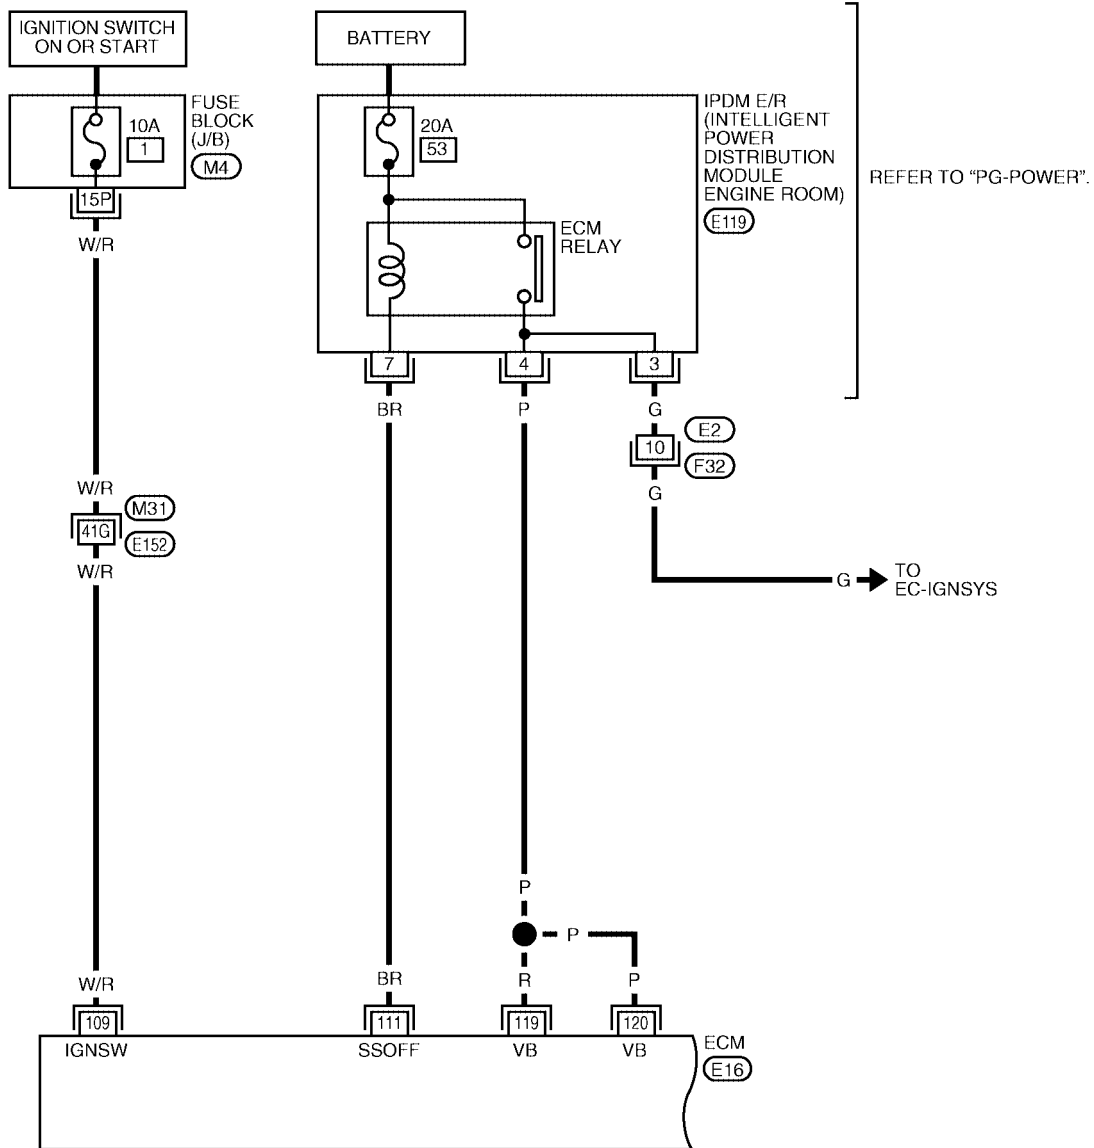 IGNITION SWITCH
ON OR START
BATTERY
FUSE
BLOCK
(J/B)
M4
10A
1
15P
W/R
20A
53
IPDM E/R
(INTELLIGENT
POWER
DISTRIBUTION
MODULE
ENGINE ROOM)
E119
REFER TO “PG-POWER”.
ECM
RELAY
7
4
3
BR
P
G
10
E2
F32
G
W/R
41G
M31
E152
W/R
G
TO
EC-IGNSYS
P
P
W/R
BR
R
P
109
111
119
120
IGNSW
SSOFF
VB
VB
ECM
E16